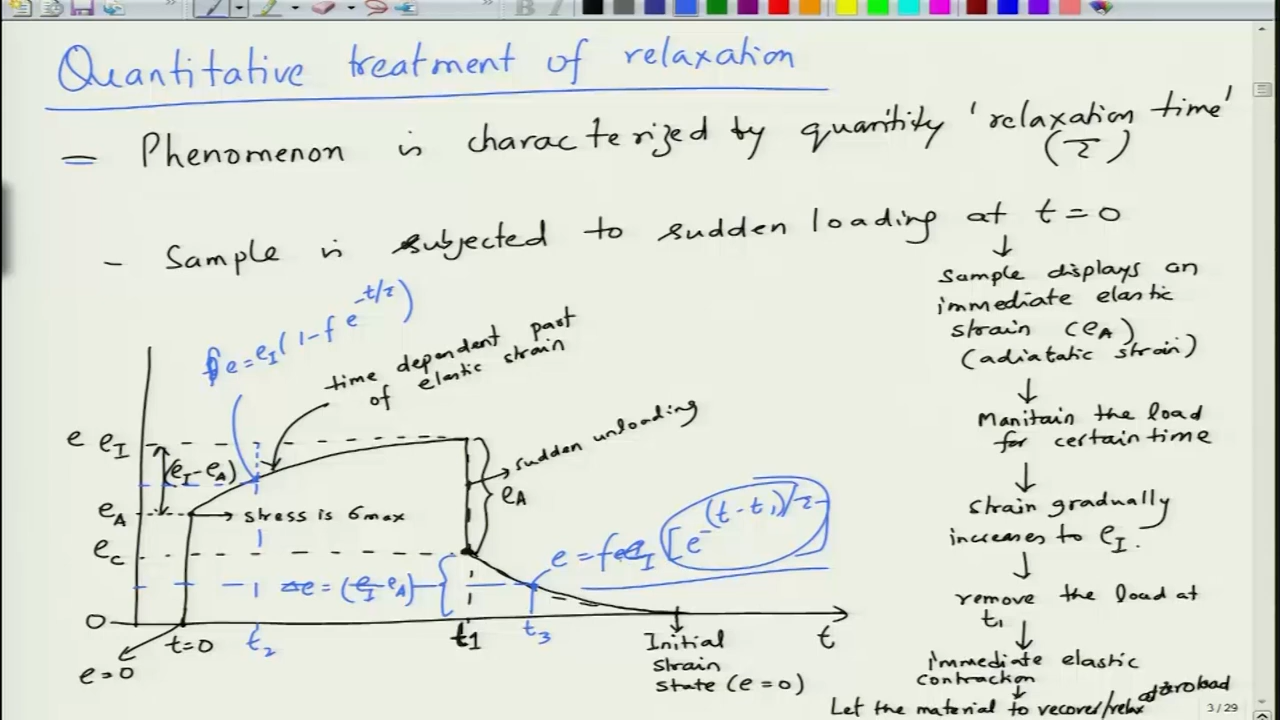 Quantitative treatment of relaxation
= Phenomenon is characterized by quantity 'relaxation time'
(τ)
- Sample is subjected to sudden loading at t=0
↓
Sample displays an
immediate elastic
strain (eA)
(adiatatic strain)
↓
Manitain the load
for certain time
↓
Strain gradually
increases to eI.
↓
remove the load at
t1
↓
immediate elastic
contraction
↓
Let the material to recover/relax at zero load
e=eI(1-f e^-t/τ)
time dependent part
of elastic strain
sudden unloading
e eI
(eI-eA)
eA
stress is σmax
eA
ec
e=f eI [e^-(t-t1)/τ
Δe=(eI-eA)
0
t=0
t2
t1
t3
t
e=0
Initial
strain
state (e=0)
3/29
B I